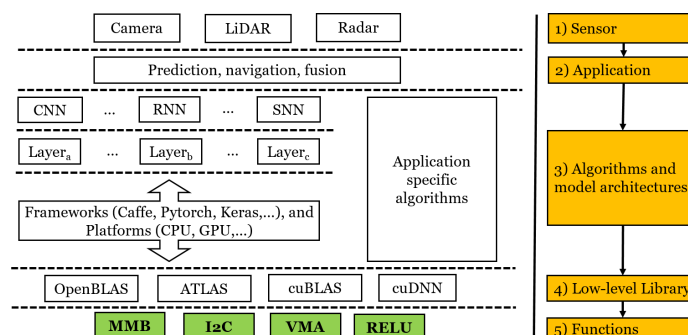 Camera
LiDAR
Radar
Prediction, navigation, fusion
CNN ... RNN ... SNN
Layera ... Layerb ... Layerc
Application
specific
algorithms
Frameworks (Caffe, Pytorch, Keras,...), and
Platforms (CPU, GPU,...)
OpenBLAS
ATLAS
cuBLAS
cuDNN
MMB
I2C
VMA
RELU
1) Sensor
2) Application
3) Algorithms and
model architectures
4) Low-level Library
5) Functions